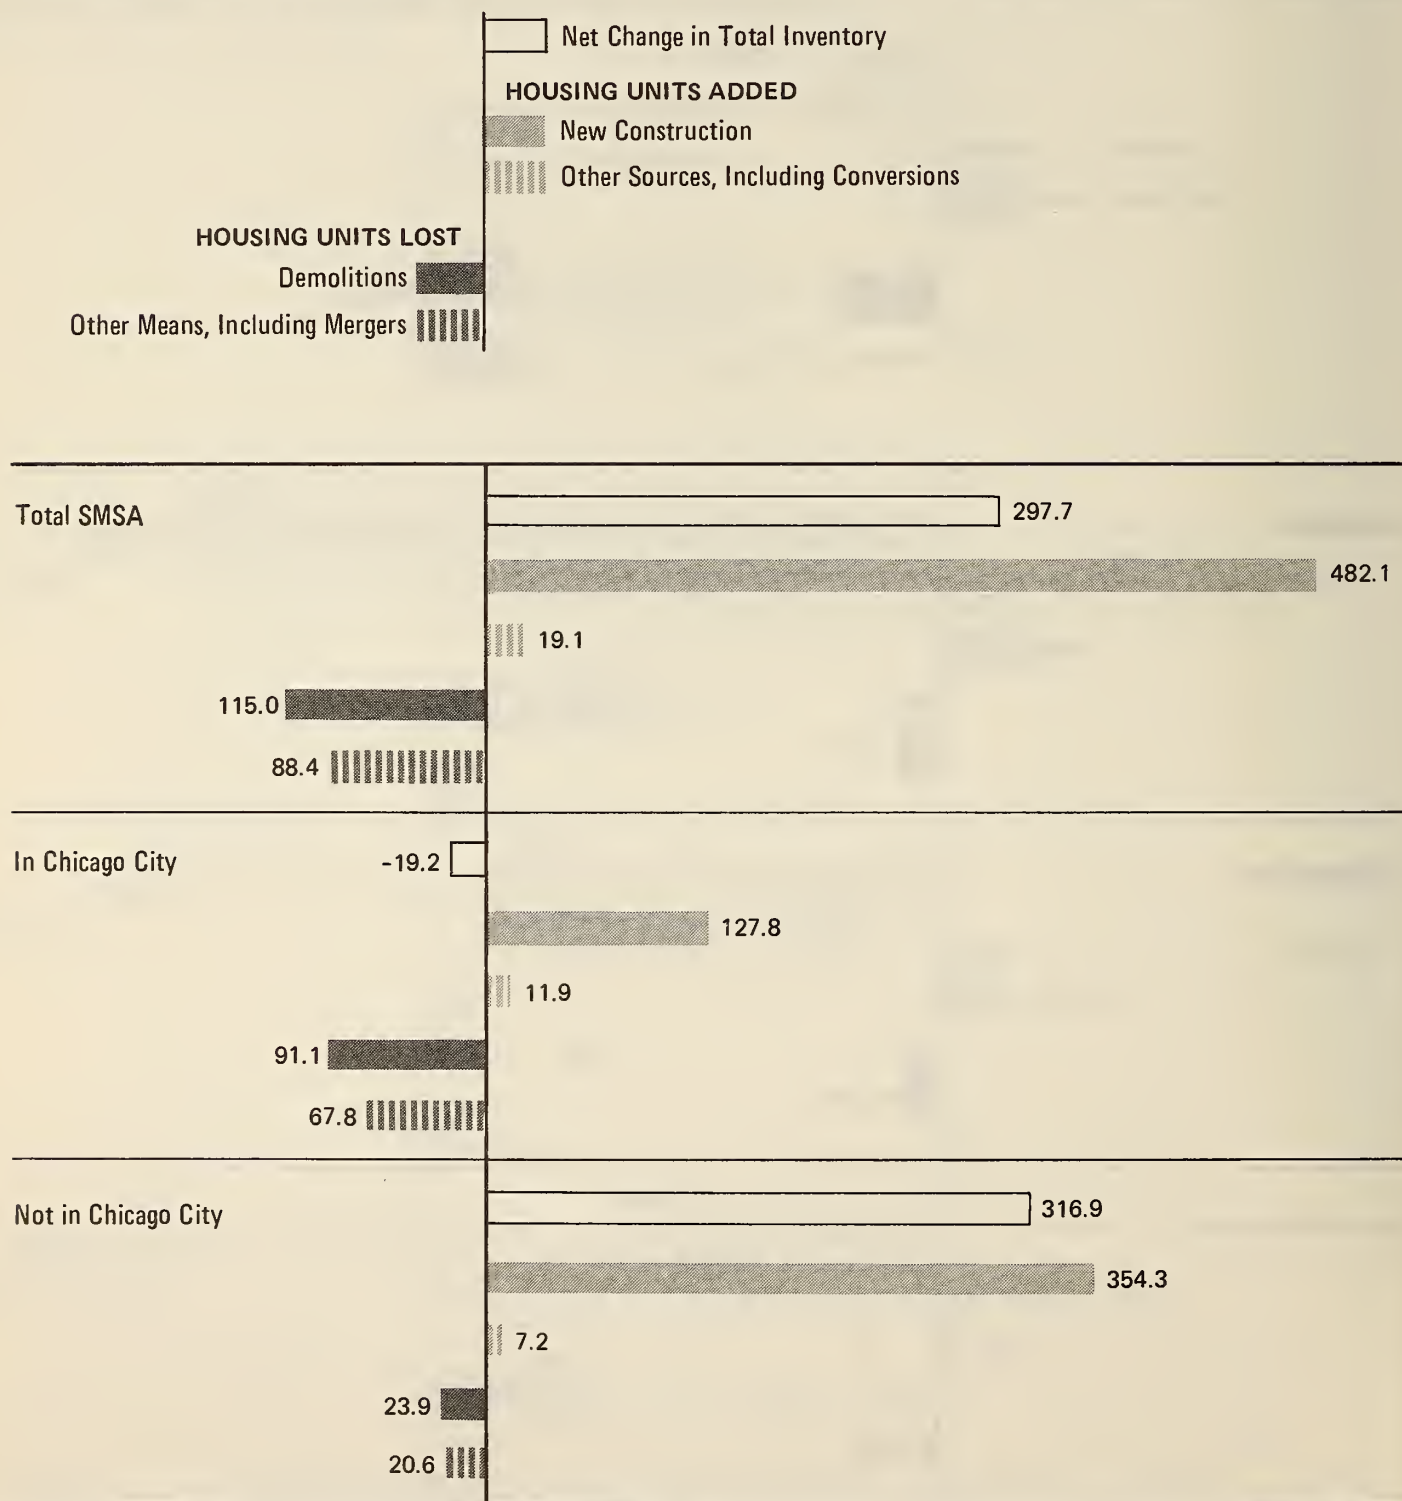 Net Change in Total Inventory
HOUSING UNITS ADDED
New Construction
Other Sources, Including Conversions
HOUSING UNITS LOST
Demolitions
Other Means, Including Mergers
Total SMSA
297.7
482.1
19.1
115.0
88.4
In Chicago City
-19.2
127.8
11.9
91.1
67.8
Not in Chicago City
316.9
354.3
7.2
23.9
20.6